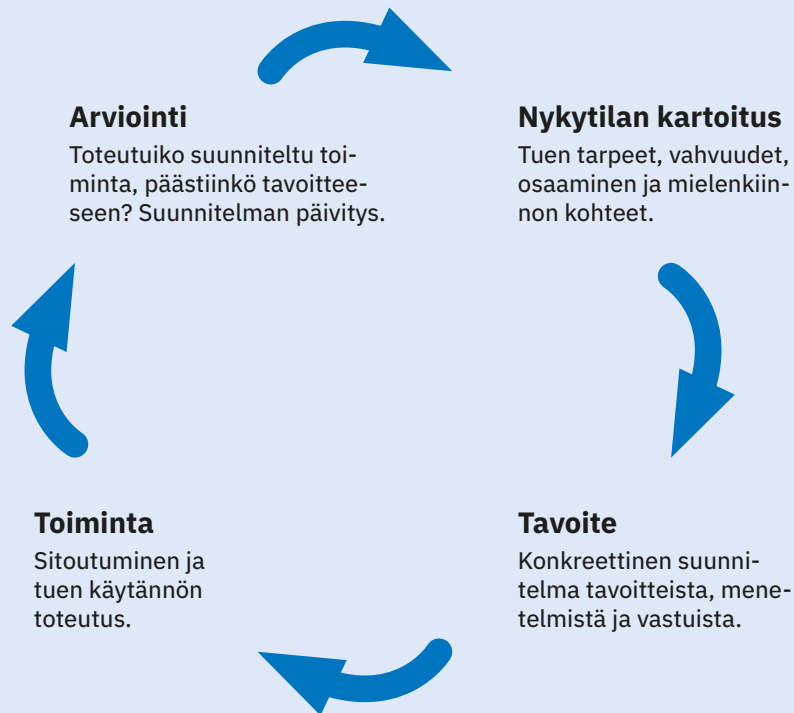 Arviointi
Toteutuiko suunniteltu toi-
minta, päästiinkö tavoittee-
seen? Suunnitelman päivitys.
Nykytilan kartoitus
Tuen tarpeet, vahvuudet,
osaaminen ja mielenkiin-
non kohteet.
Toiminta
Sitoutuminen ja
tuen käytännön
toteutus.
Tavoite
Konkreettinen suunni-
telma tavoitteista, mene-
telmistä ja vastuista.